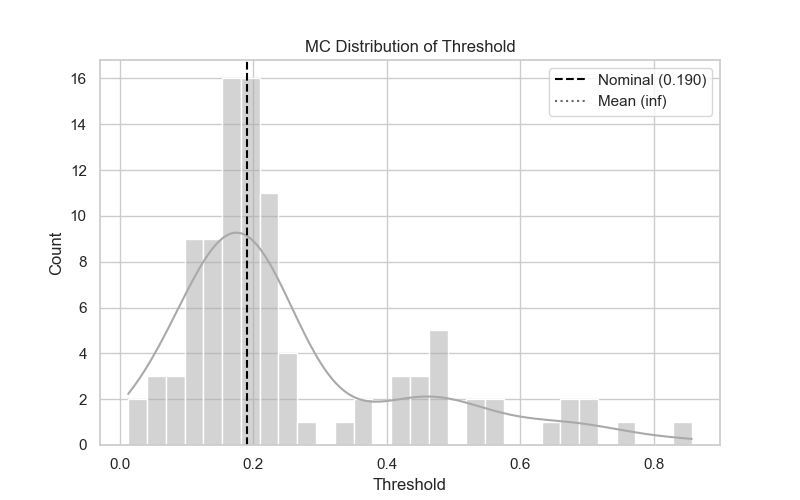 MC Distribution of Threshold
Nominal (0.190)
Mean (inf)
Count
16
14
12
10
8
6
4
2
0
0.0 0.2 0.4 0.6 0.8
Threshold